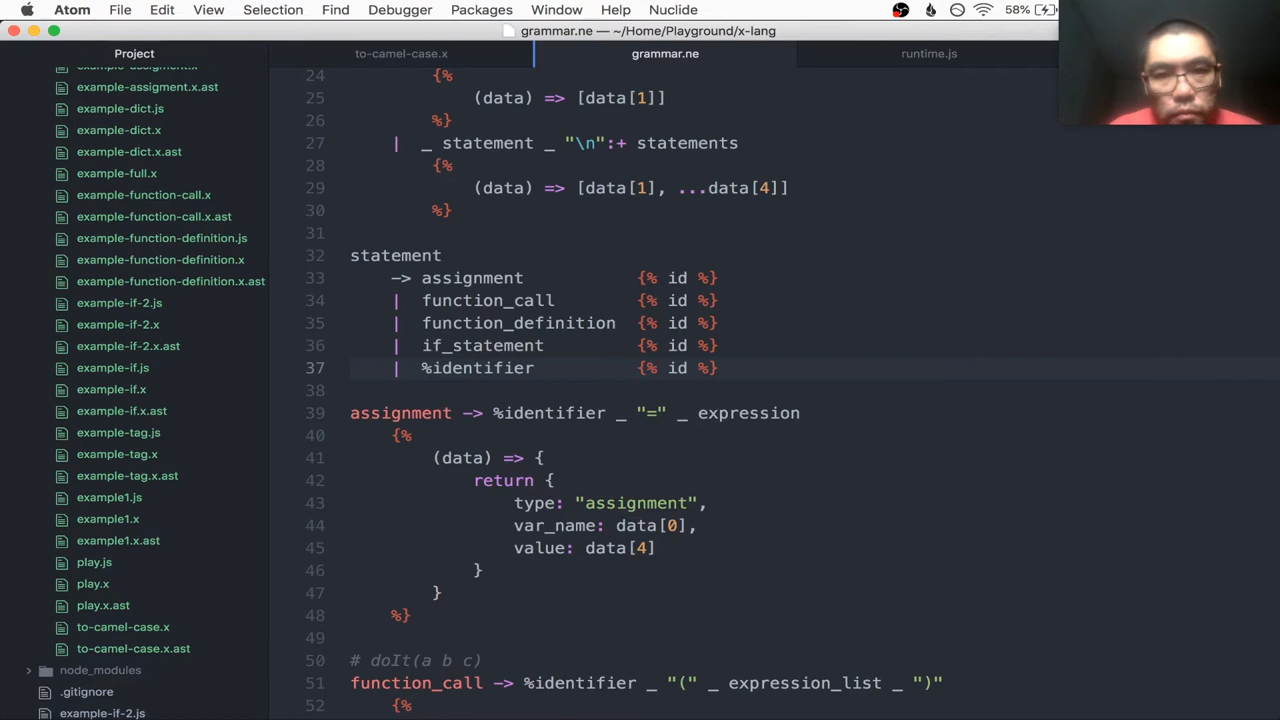 Atom File Edit View Selection Find Debugger Packages Window Help Nuclide 58%
grammar.ne — ~/Home/Playground/x-lang
Project
to-camel-case.x
grammar.ne
runtime.js
example-assigment.x
example-assigment.x.ast
example-dict.js
example-dict.x
example-dict.x.ast
example-full.x
example-function-call.x
example-function-call.x.ast
example-function-definition.js
example-function-definition.x
example-function-definition.x.ast
example-if-2.js
example-if-2.x
example-if-2.x.ast
example-if.js
example-if.x
example-if.x.ast
example-tag.js
example-tag.x
example-tag.x.ast
example1.js
example1.x
example1.x.ast
play.js
play.x
play.x.ast
to-camel-case.x
to-camel-case.x.ast
node_modules
.gitignore
example-if-2.js
24 {%
25 (data) => [data[1]]
26 %}
27 | _ statement _ "\n":+ statements
28 {%
29 (data) => [data[1], ...data[4]]
30 %}
31
32 statement
33 -> assignment {% id %}
34 | function_call {% id %}
35 | function_definition {% id %}
36 | if_statement {% id %}
37 | %identifier {% id %}
38
39 assignment -> %identifier _ "=" _ expression
40 {%
41 (data) => {
42 return {
43 type: "assignment",
44 var_name: data[0],
45 value: data[4]
46 }
47 }
48 %}
49
50 # doIt(a b c)
51 function_call -> %identifier _ "(" _ expression_list _ ")"
52 {%